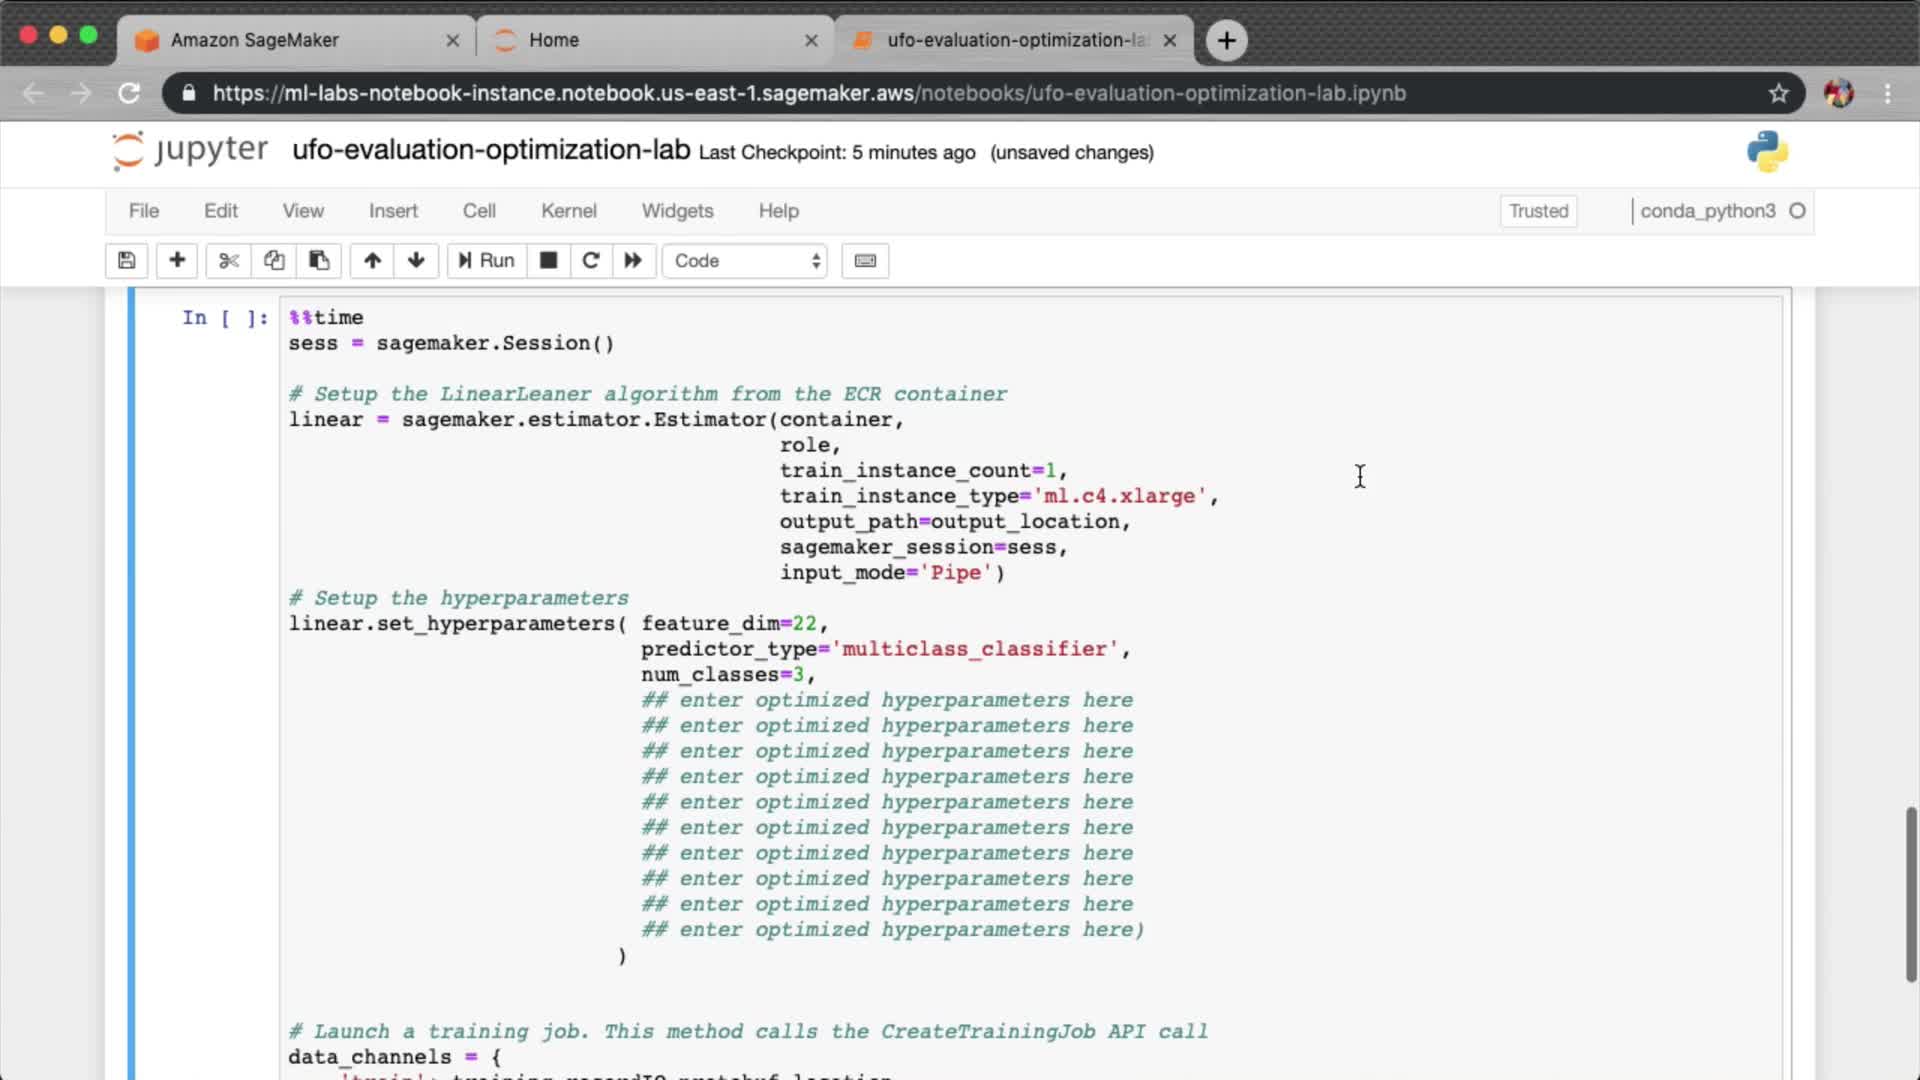 Amazon SageMaker
Home
ufo-evaluation-optimization-la
https://ml-labs-notebook-instance.notebook.us-east-1.sagemaker.aws/notebooks/ufo-evaluation-optimization-lab.ipynb
jupyter ufo-evaluation-optimization-lab Last Checkpoint: 5 minutes ago (unsaved changes)
File Edit View Insert Cell Kernel Widgets Help Trusted conda_python3
Run Code
In [ ]: %%time
sess = sagemaker.Session()
# Setup the LinearLeaner algorithm from the ECR container
linear = sagemaker.estimator.Estimator(container,
role,
train_instance_count=1,
train_instance_type='ml.c4.xlarge',
output_path=output_location,
sagemaker_session=sess,
input_mode='Pipe')
# Setup the hyperparameters
linear.set_hyperparameters( feature_dim=22,
predictor_type='multiclass_classifier',
num_classes=3,
## enter optimized hyperparameters here
## enter optimized hyperparameters here
## enter optimized hyperparameters here
## enter optimized hyperparameters here
## enter optimized hyperparameters here
## enter optimized hyperparameters here
## enter optimized hyperparameters here
## enter optimized hyperparameters here
## enter optimized hyperparameters here
## enter optimized hyperparameters here)
)
# Launch a training job. This method calls the CreateTrainingJob API call
data_channels = {
'train': training_recordIO_protobuf_location